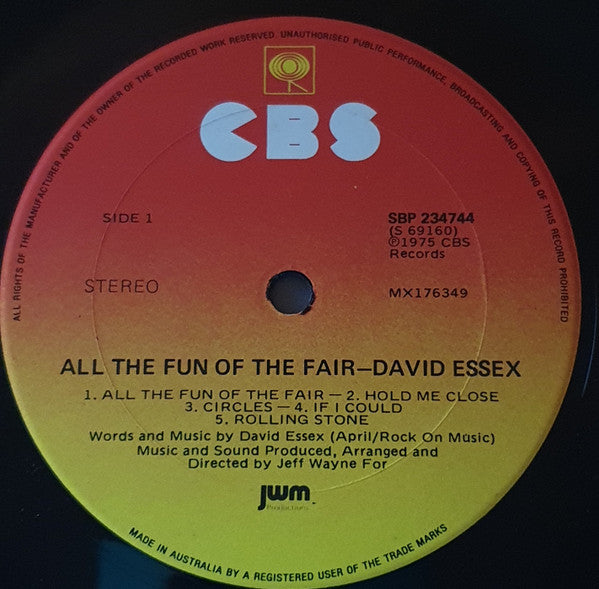 ALL RIGHTS OF THE MANUFACTURER AND OF THE OWNER OF THE RECORDED WORK RESERVED. UNAUTHORISED PUBLIC PERFORMANCE, BROADCASTING AND COPYING OF THIS RECORD PROHIBITED
CBS
SIDE 1
SBP 234744
(S 69160)
℗1975 CBS
Records
STEREO
MX176349
ALL THE FUN OF THE FAIR—DAVID ESSEX
1. ALL THE FUN OF THE FAIR — 2. HOLD ME CLOSE
3. CIRCLES — 4. IF I COULD
5. ROLLING STONE
Words and Music by David Essex (April/Rock On Music)
Music and Sound Produced, Arranged and
Directed by Jeff Wayne For
jwm
Productions
MADE IN AUSTRALIA BY A REGISTERED USER OF THE TRADE MARKS